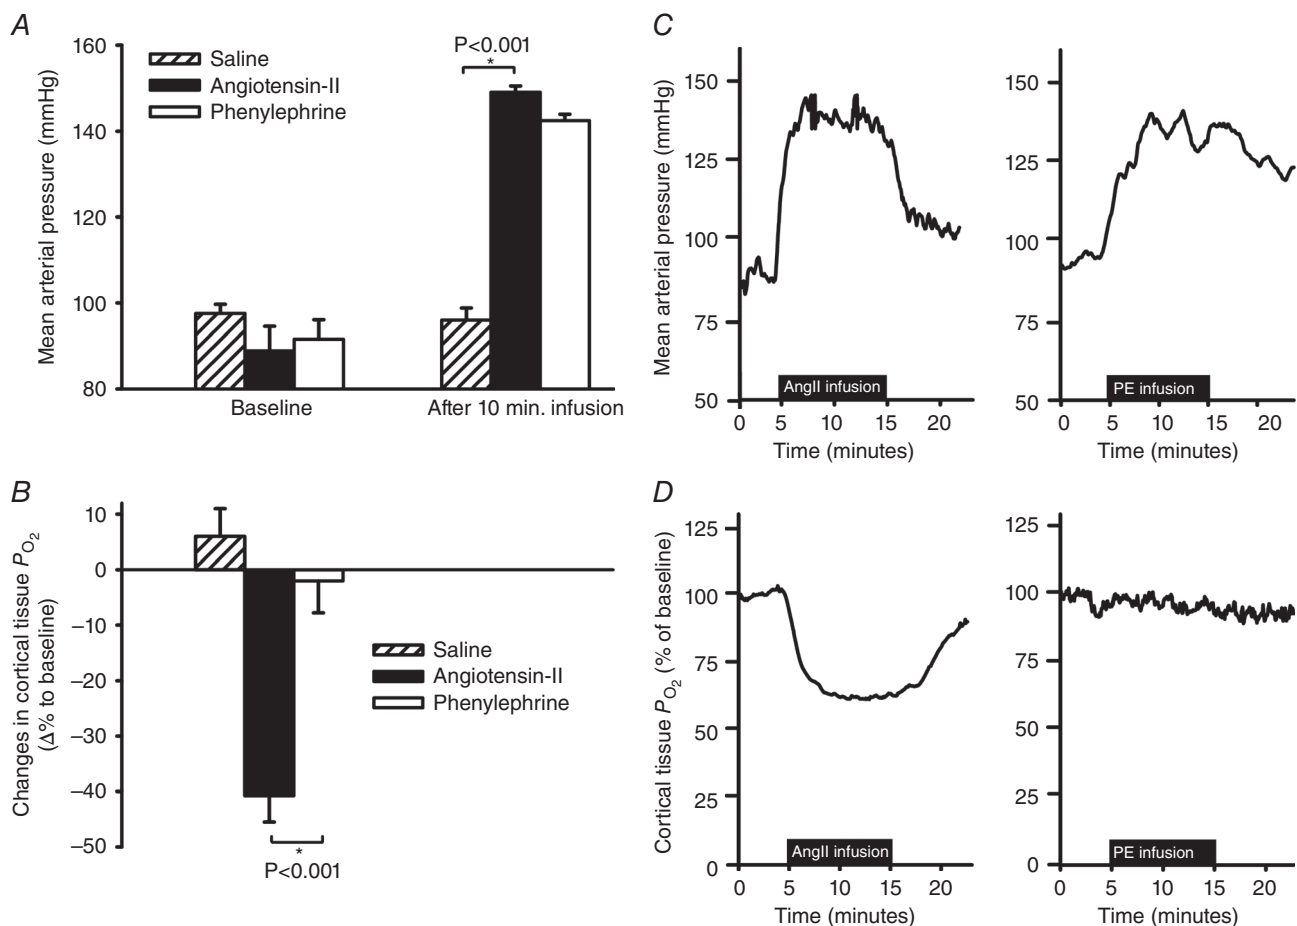 A
160
140
120
100
80
Mean arterial pressure (mmHg)
Saline
Angiotensin-II
Phenylephrine
P<0.001
*
Baseline
After 10 min. infusion
B
10
0
−10
−20
−30
−40
−50
Changes in cortical tissue PO2
(Δ% to baseline)
Saline
Angiotensin-II
Phenylephrine
*
P<0.001
C
Mean arterial pressure (mmHg)
150
125
100
75
50
AngII infusion
0 5 10 15 20
Time (minutes)
150
125
100
75
50
PE infusion
0 5 10 15 20
Time (minutes)
D
Cortical tissue PO2 (% of baseline)
125
100
75
50
25
0
AngII infusion
0 5 10 15 20
Time (minutes)
125
100
75
50
25
0
PE infusion
0 5 10 15 20
Time (minutes)